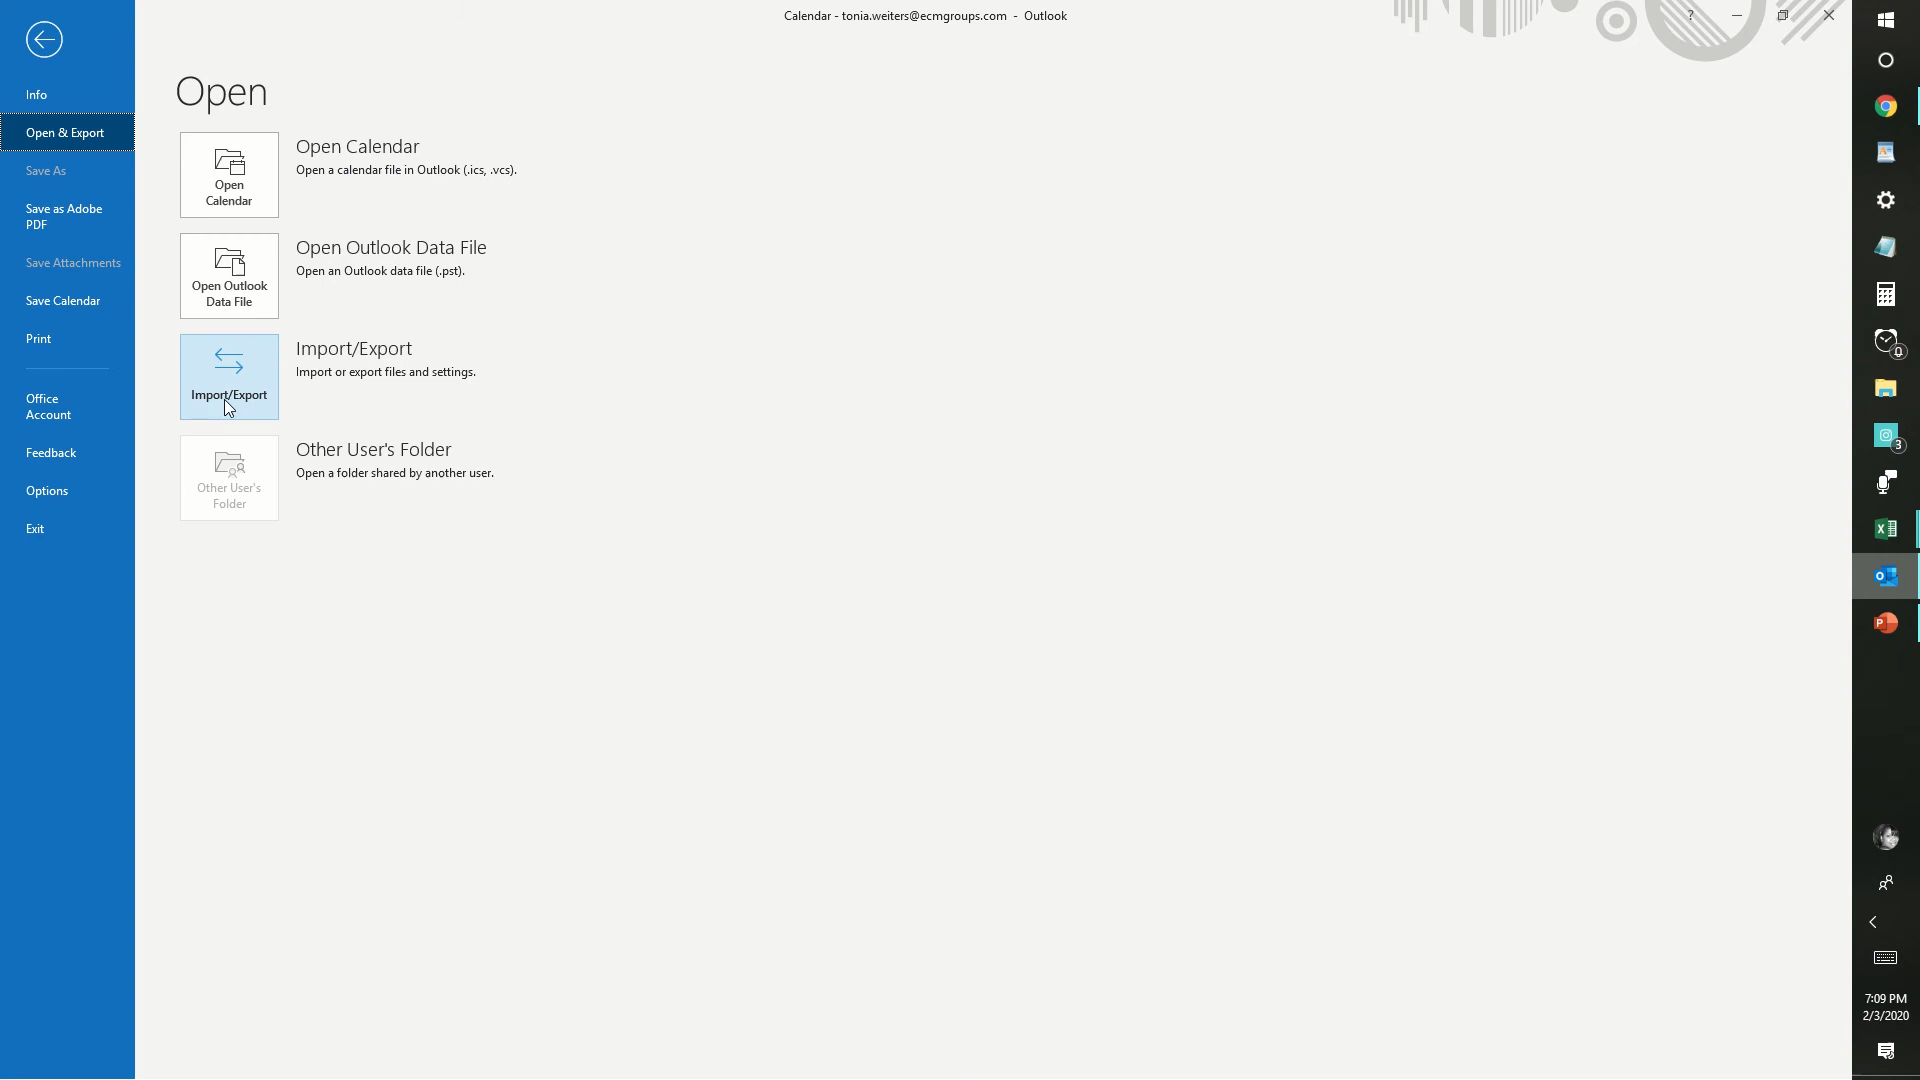 Calendar - tonia.weiters@ecmgroups.com - Outlook
?
Info
Open & Export
Save As
Save as Adobe
PDF
Save Attachments
Save Calendar
Print
Office
Account
Feedback
Options
Exit
Open
Open
Calendar
Open Calendar
Open a calendar file in Outlook (.ics, .vcs).
Open Outlook
Data File
Open Outlook Data File
Open an Outlook data file (.pst).
Import/Export
Import/Export
Import or export files and settings.
Other User's
Folder
Other User's Folder
Open a folder shared by another user.
3
7:09 PM
2/3/2020